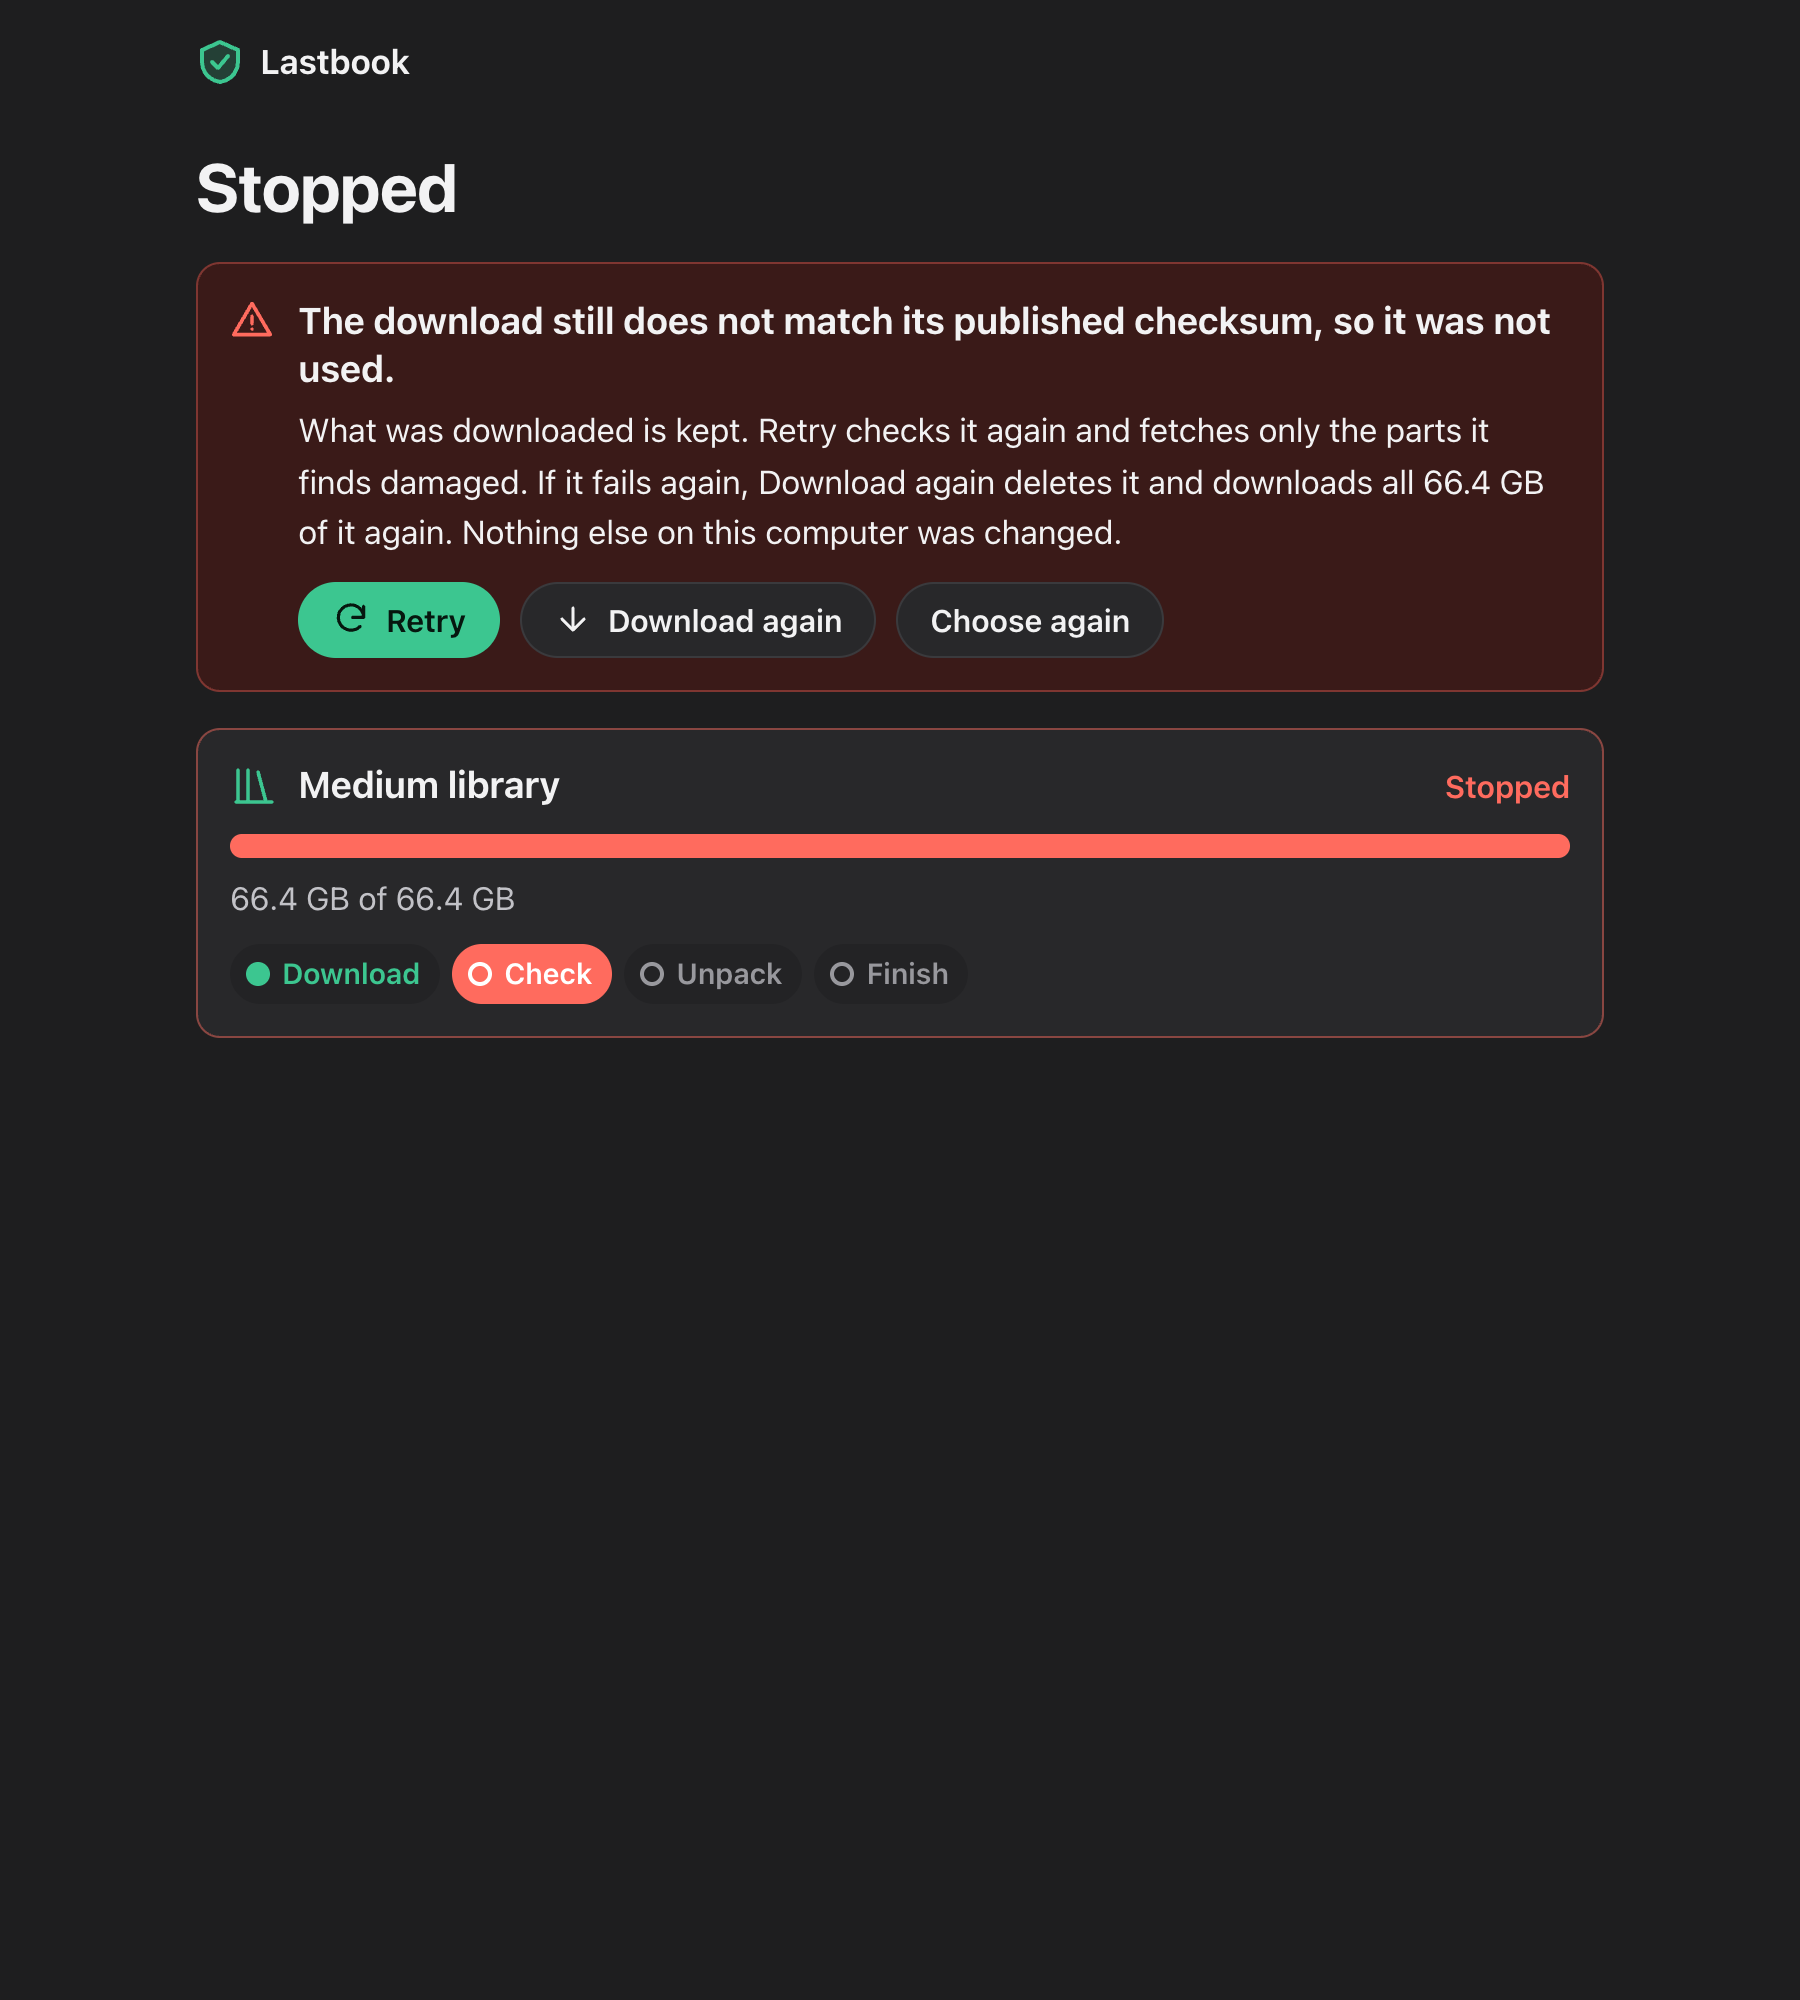 Lastbook
Stopped
The download still does not match its published checksum, so it was not
used.
What was downloaded is kept. Retry checks it again and fetches only the parts it
finds damaged. If it fails again, Download again deletes it and downloads all 66.4 GB
of it again. Nothing else on this computer was changed.
Retry Download again Choose again
Medium library Stopped
66.4 GB of 66.4 GB
Download Check Unpack Finish